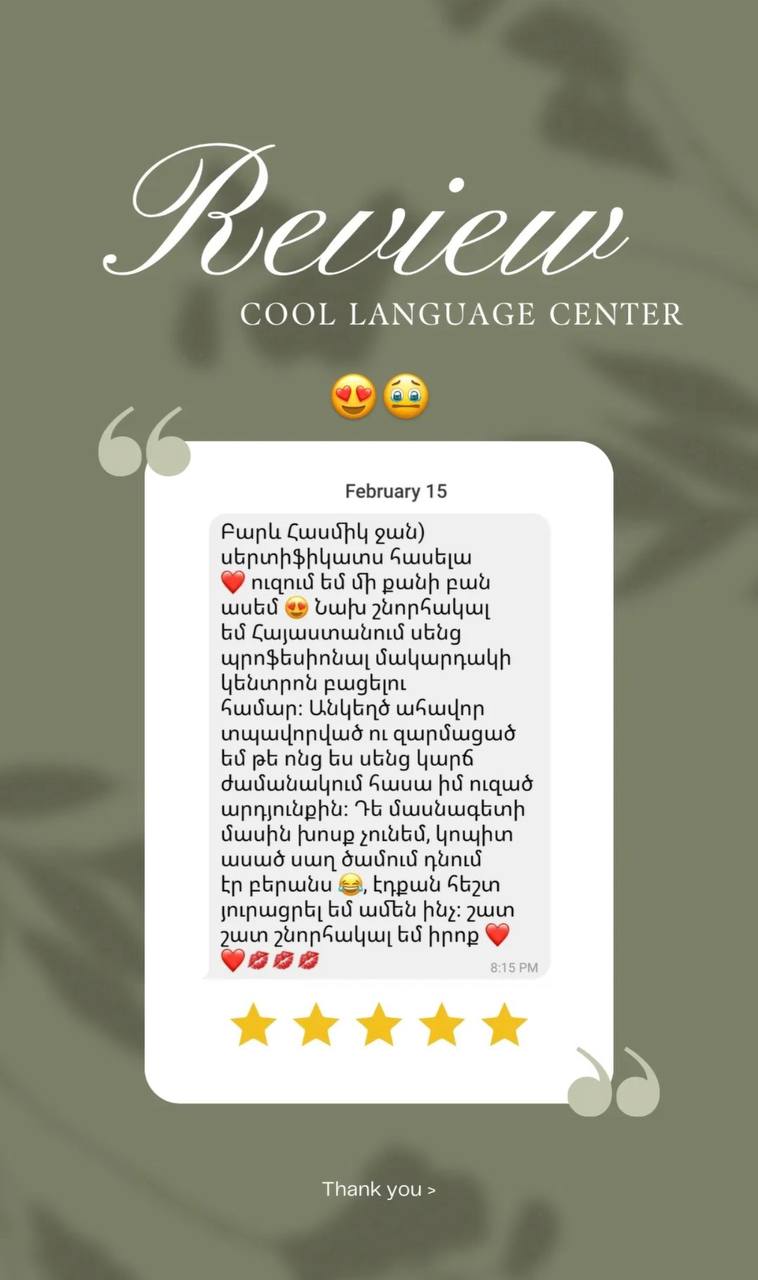 Review
COOL LANGUAGE CENTER
😍🥹
February 15
Բարև Հասմիկ ջան)
սերտիֆիկատս հասելա
❤️ ուզում եմ մի քանի բան
ասեմ 😍 Նախ շնորհակալ
եմ Հայաստանում սենց
պրոֆեսիոնալ մակարդակի
կենտրոն բացելու
համար։ Անկեղծ ահավոր
տպավորված ու զարմացած
եմ թե ոնց ես սենց կարճ
ժամանակում հասա իմ ուզած
արդյունքին։ Դե մասնագետի
մասին խոսք չունեմ, կոպիտ
ասած սաղ ծամում դնում
էր բերանս 😂, էդքան հեշտ
յուրացրել եմ ամեն ինչ։ շատ
շատ շնորհակալ եմ իրոք ❤️
❤️💋💋💋
8:15 PM
Thank you >